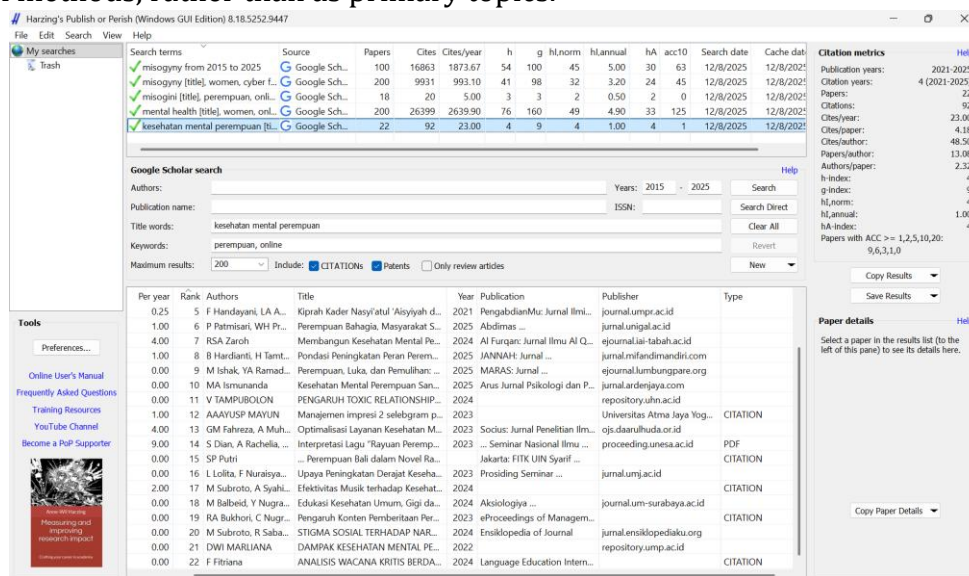 Harzing's Publish or Perish (Windows GUI Edition) 8.18.5252.9447
File Edit Search View Help
My searches
Trash
Search terms Source Papers Cites Cites/year h g hI,norm hI,annual hA acc10 Search date Cache dat
misogyny from 2015 to 2025 Google Sch... 100 16863 1873.67 54 100 45 5.00 30 63 12/8/2025 12/8/202
misogyny [title], women, cyber f... Google Sch... 200 9931 993.10 41 98 32 3.20 24 45 12/8/2025 12/8/202
misogini [title], perempuan, onli... Google Sch... 18 20 5.00 3 3 2 0.50 2 0 12/8/2025 12/8/202
mental health [title], women, onl... Google Sch... 200 26399 2639.90 76 160 49 4.90 33 125 12/8/2025 12/8/202
kesehatan mental perempuan [ti... Google Sch... 22 92 23.00 4 9 4 1.00 4 1 12/8/2025 12/8/202
Google Scholar search Help
Authors: Years: 2015 - 2025 Search
Publication name: ISSN: Search Direct
Title words: kesehatan mental perempuan Clear All
Keywords: perempuan, online Revert
Maximum results: 200 Include: CITATIONs Patents Only review articles New
Per year Rank Authors Title Year Publication Publisher Type
0.25 5 F Handayani, LA A... Kiprah Kader Nasyi'atul 'Aisyiyah d... 2021 PengabdianMu: Jurnal Ilmi... journal.umpr.ac.id
1.00 6 P Patmisari, WH Pr... Perempuan Bahagia, Masyarakat S... 2025 Abdimas ... jurnal.unigal.ac.id
4.00 7 RSA Zaroh Membangun Kesehatan Mental Pe... 2024 Al Furqan: Jurnal Ilmu Al Q... ejournal.iai-tabah.ac.id
1.00 8 B Hardianti, H Tamt... Pondasi Peningkatan Peran Perem... 2025 JANNAH: Jurnal ... jurnal.mifandimandiri.com
0.00 9 M Ishak, YA Ramad... Perempuan, Luka, dan Pemulihan: ... 2025 MARAS: Jurnal ... ejournal.lumbungpare.org
0.00 10 MA Ismunanda Kesehatan Mental Perempuan San... 2025 Arus Jurnal Psikologi dan P... jurnal.ardenjaya.com
0.00 11 V TAMPUBOLON PENGARUH TOXIC RELATIONSHIP... 2024 repository.uhn.ac.id
1.00 12 AAAYUSP MAYUN Manajemen impresi 2 selebgram p... 2023 Universitas Atma Jaya Yog... CITATION
4.00 13 GM Fahreza, A Muh... Optimalisasi Layanan Kesehatan M... 2023 Socius: Jurnal Penelitian Ilm... ojs.daarulhuda.or.id
9.00 14 S Dian, A Rachelia, ... Interpretasi Lagu "Rayuan Peremp... 2023 ... Seminar Nasional Ilmu ... proceeding.unesa.ac.id PDF
0.00 15 SP Putri ... Perempuan Bali dalam Novel Ra... Jakarta: FITK UIN Syarif ... CITATION
0.00 16 L Lolita, F Nuraisya... Upaya Peningkatan Derajat Keseha... 2023 Prosiding Seminar ... jurnal.umj.ac.id
2.00 17 M Subroto, A Syahi... Efektivitas Musik terhadap Kesehat... 2024 CITATION
0.00 18 M Balbeid, Y Nugra... Edukasi Kesehatan Umum, Gigi da... 2024 Aksiologiya ... journal.um-surabaya.ac.id
0.00 19 RA Bukhori, C Nugr... Pengaruh Konten Pemberitaan Per... 2023 eProceedings of Managem... CITATION
0.00 20 M Subroto, R Saba... STIGMA SOSIAL TERHADAP NAR... 2024 Ensiklopedia of Journal jurnal.ensiklopediaku.org
0.00 21 DWI MARLIANA DAMPAK KESEHATAN MENTAL PE... 2022 repository.ump.ac.id
0.00 22 F Fitriana ANALISIS WACANA KRITIS BERDA... 2024 Language Education Intern... CITATION
Tools
Preferences...
Online User's Manual
Frequently Asked Questions
Training Resources
YouTube Channel
Become a PoP Supporter
Anne-Wil Harzing
Measuring and
improving
research impact
Citation metrics Hel
Publication years: 2021-2025
Citation years: 4 (2021-2025)
Papers: 22
Citations: 92
Cites/year: 23.00
Cites/paper: 4.18
Cites/author: 48.50
Papers/author: 13.08
Authors/paper: 2.32
h-index: 4
g-index: 9
hI,norm: 4
hI,annual: 1.00
hA-index: 4
Papers with ACC >= 1,2,5,10,20:
9,6,3,1,0
Copy Results
Save Results
Paper details Hel
Select a paper in the results list (to the
left of this pane) to see its details here.
Copy Paper Details